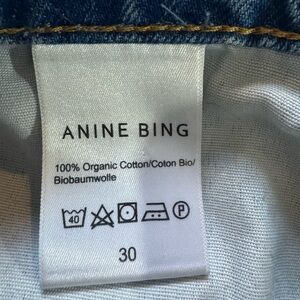 ANINE BING
100% Organic Cotton/Coton Bio/
Biobaumwolle
40 P
30